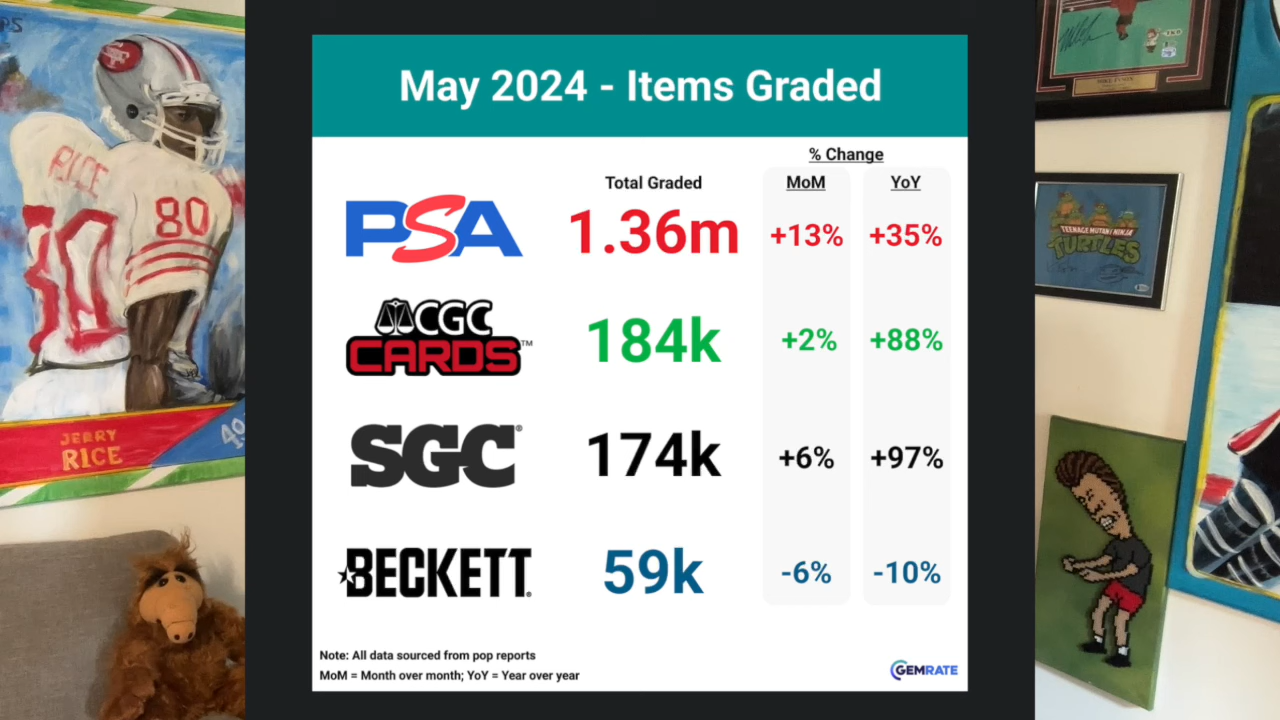 May 2024 - Items Graded
% Change
Total Graded
MoM
YoY
PSA
1.36m
+13%
+35%
CGC
CARDS™
184k
+2%
+88%
SGC®
174k
+6%
+97%
BECKETT.
59k
-6%
-10%
Note: All data sourced from pop reports
MoM = Month over month; YoY = Year over year
GEMRATE
RICE
80
80
JERRY
RICE
TEENAGE MUTANT NINJA
TURTLES